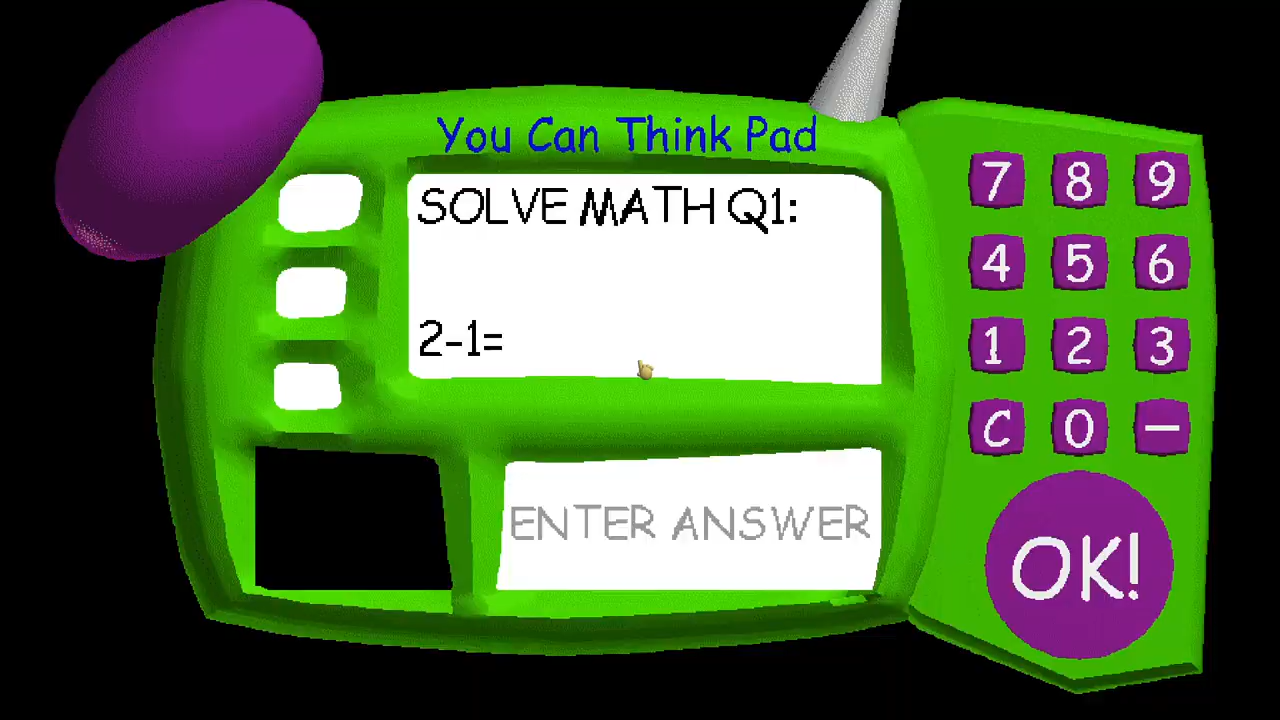 You Can Think Pad
SOLVE MATH Q1:
2-1=
ENTER ANSWER
7 8 9
4 5 6
1 2 3
C 0 -
OK!